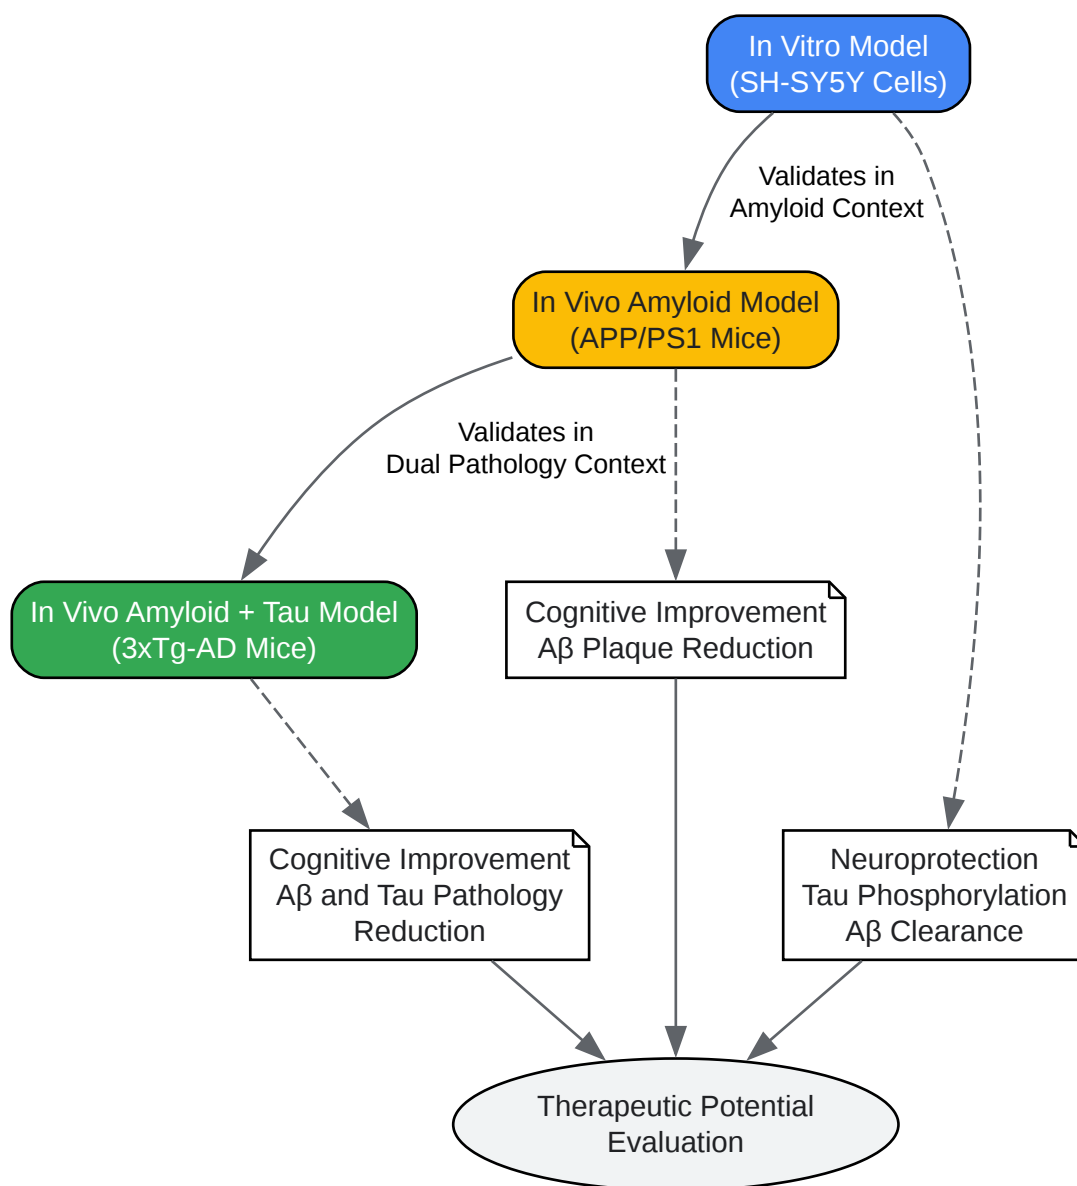 In Vitro Model
(SH-SY5Y Cells)
Validates in
Amyloid Context
In Vivo Amyloid Model
(APP/PS1 Mice)
Validates in
Dual Pathology Context
In Vivo Amyloid + Tau Model
(3xTg-AD Mice)
Cognitive Improvement
Aβ Plaque Reduction
Cognitive Improvement
Aβ and Tau Pathology
Reduction
Neuroprotection
Tau Phosphorylation
Aβ Clearance
Therapeutic Potential
Evaluation